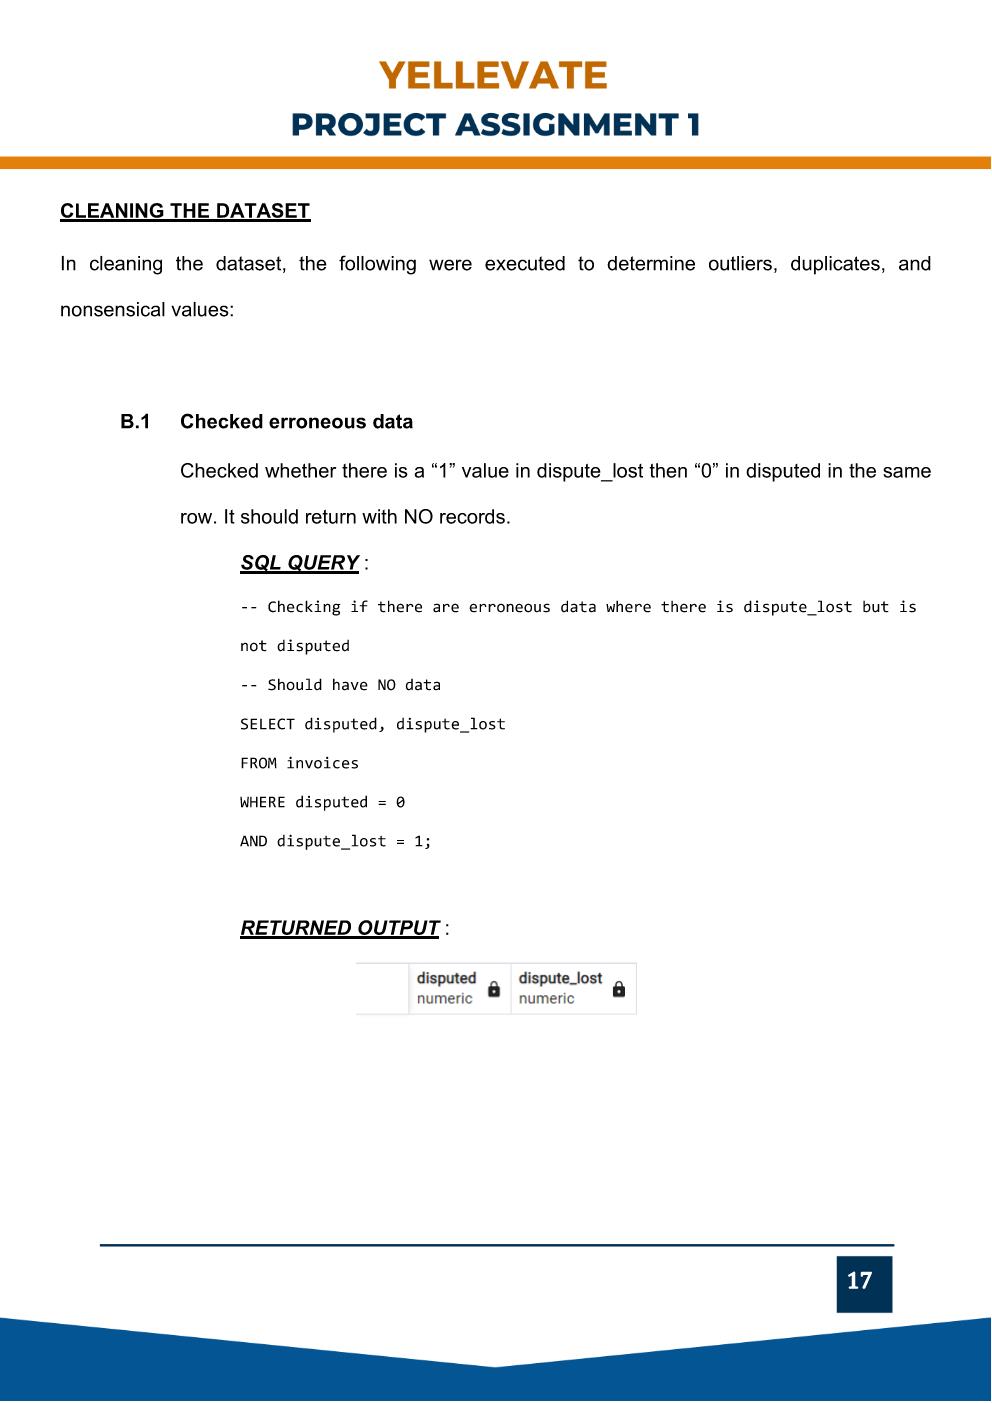 YELLEVATE
PROJECT ASSIGNMENT 1
CLEANING THE DATASET
In cleaning the dataset, the following were executed to determine outliers, duplicates, and
nonsensical values:
B.1 Checked erroneous data
Checked whether there is a “1” value in dispute_lost then “0” in disputed in the same
row. It should return with NO records.
SQL QUERY :
-- Checking if there are erroneous data where there is dispute_lost but is
not disputed
-- Should have NO data
SELECT disputed, dispute_lost
FROM invoices
WHERE disputed = 0
AND dispute_lost = 1;
RETURNED OUTPUT :
disputed dispute_lost
numeric numeric
17